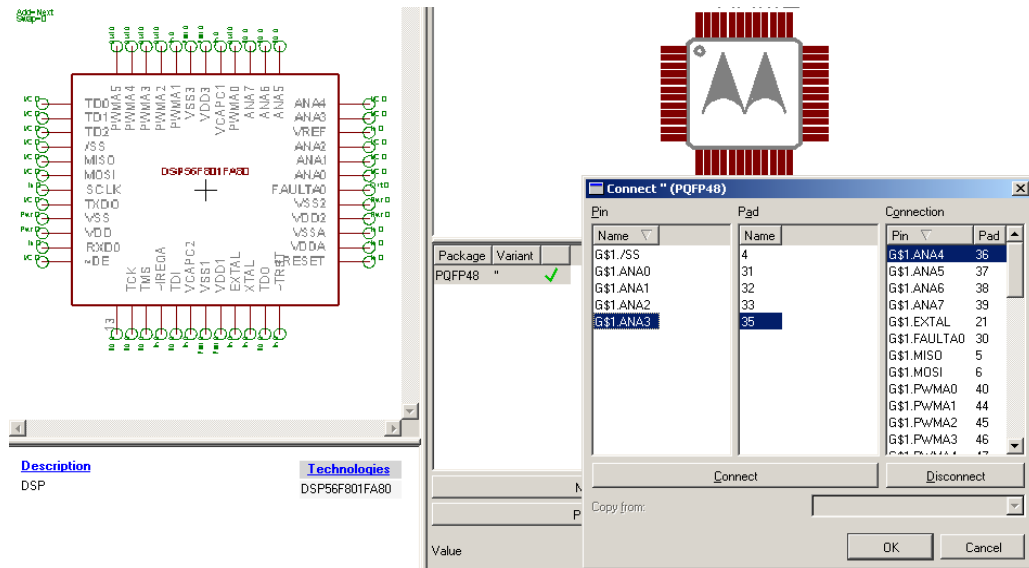 Add=Next
Swap=0
PWMA5
PWMA4
PWMA3
PWMA2
PWMA1
VSS3
VDD3
VCAPC1
PWMA0
ANA7
ANA6
ANA5
TD0
TD1
TD2
/SS
MISO
MOSI
SCLK
TXD0
VSS
VDD
RXD0
~DE
ANA4
ANA3
VREF
ANA2
ANA1
ANA0
FAULTA0
VSS2
VDD2
VSSA
VDDA
~RESET
DSP56F801FA80
TCK
TMS
~IREQA
TDI
VCAPC2
VSS1
VDD1
EXTAL
XTAL
TDO
~TRST
13
Description
Technologies
DSP
DSP56F801FA80
Package Variant
PQFP48 ''
Value
Connect '' (PQFP48)
Pin Pad Connection
Name Name Pin Pad
G$1./SS 4 G$1.ANA4 36
G$1.ANA0 31 G$1.ANA5 37
G$1.ANA1 32 G$1.ANA6 38
G$1.ANA2 33 G$1.ANA7 39
G$1.ANA3 35 G$1.EXTAL 21
G$1.FAULTA0 30
G$1.MISO 5
G$1.MOSI 6
G$1.PWMA0 40
G$1.PWMA1 44
G$1.PWMA2 45
G$1.PWMA3 46
Connect Disconnect
Copy from:
OK Cancel